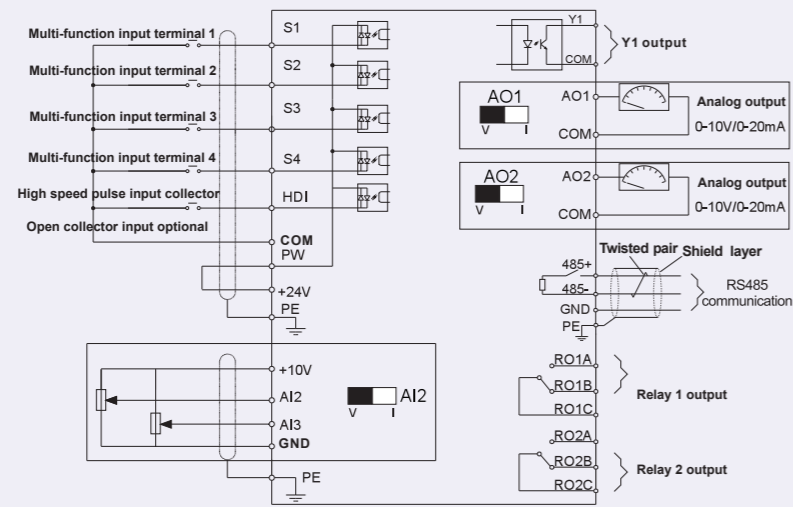 Multi-function input terminal 1
Multi-function input terminal 2
Multi-function input terminal 3
Multi-function input terminal 4
High speed pulse input collector
Open collector input optional
S1
S2
S3
S4
HDI
COM
PW
+24V
PE
+10V
AI2
AI3
GND
PE
V I
AI2
Y1
COM
Y1 output
AO1
V I
AO1
COM
Analog output
0-10V/0-20mA
AO2
V I
AO2
COM
Analog output
0-10V/0-20mA
Twisted pair
Shield layer
485+
485-
GND
PE
RS485
communication
RO1A
RO1B
RO1C
Relay 1 output
RO2A
RO2B
RO2C
Relay 2 output